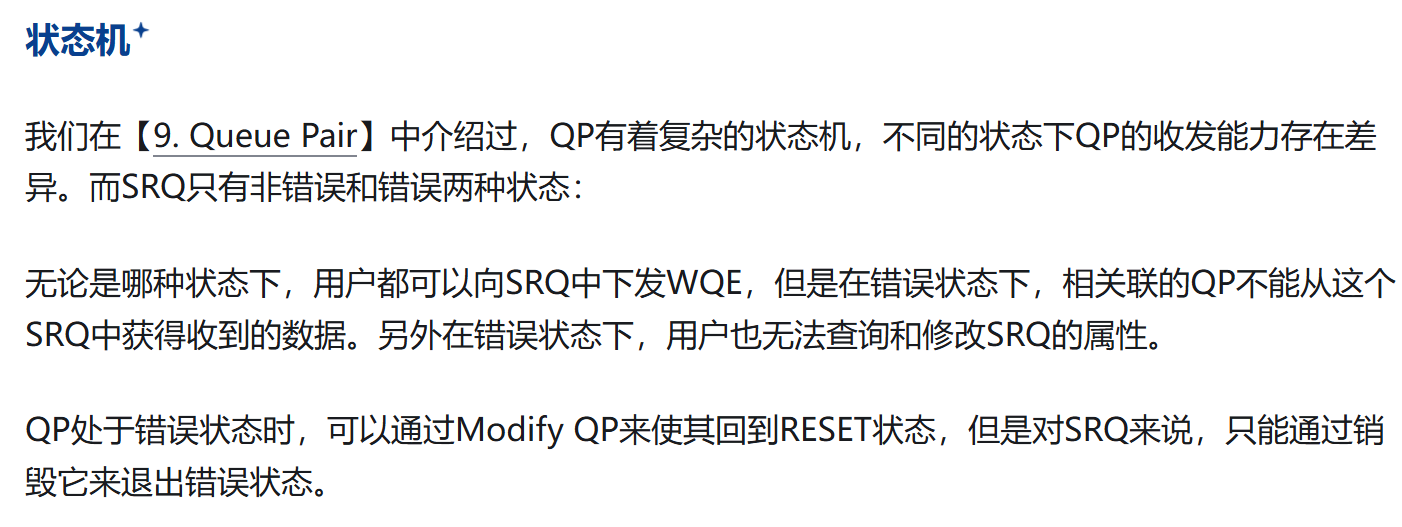 状态机
我们在【9. Queue Pair】中介绍过，QP有着复杂的状态机，不同的状态下QP的收发能力存在差
异。而SRQ只有非错误和错误两种状态：
无论是哪种状态下，用户都可以向SRQ中下发WQE，但是在错误状态下，相关联的QP不能从这个
SRQ中获得收到的数据。另外在错误状态下，用户也无法查询和修改SRQ的属性。
QP处于错误状态时，可以通过Modify QP来使其回到RESET状态，但是对SRQ来说，只能通过销
毁它来退出错误状态。